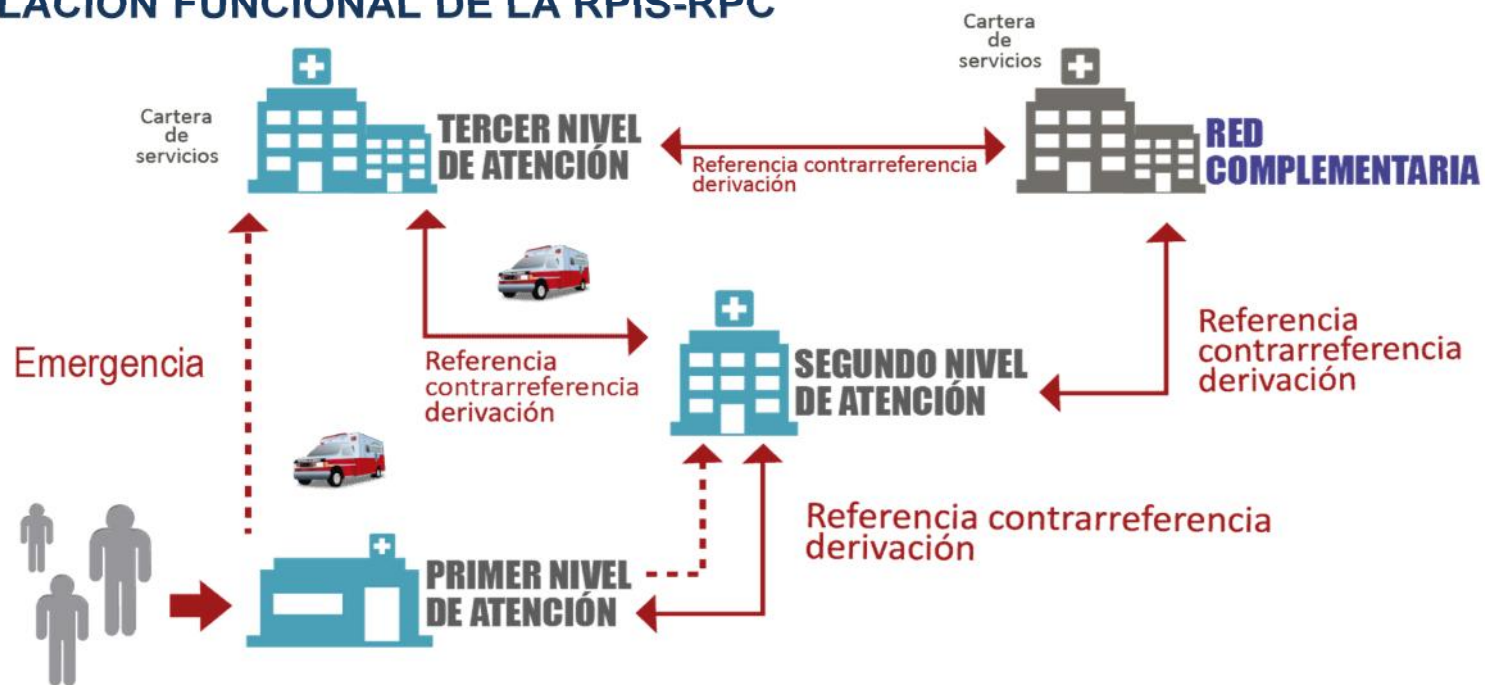 LACIÓN FUNCIONAL DE LA RPIS-RPC
Cartera
de
servicios
TERCER NIVEL
DE ATENCIÓN
Cartera
de
servicios
RED
COMPLEMENTARIA
Referencia contrarreferencia
derivación
Emergencia
Referencia
contrarreferencia
derivación
SEGUNDO NIVEL
DE ATENCIÓN
Referencia
contrarreferencia
derivación
Referencia contrarreferencia
derivación
PRIMER NIVEL
DE ATENCIÓN